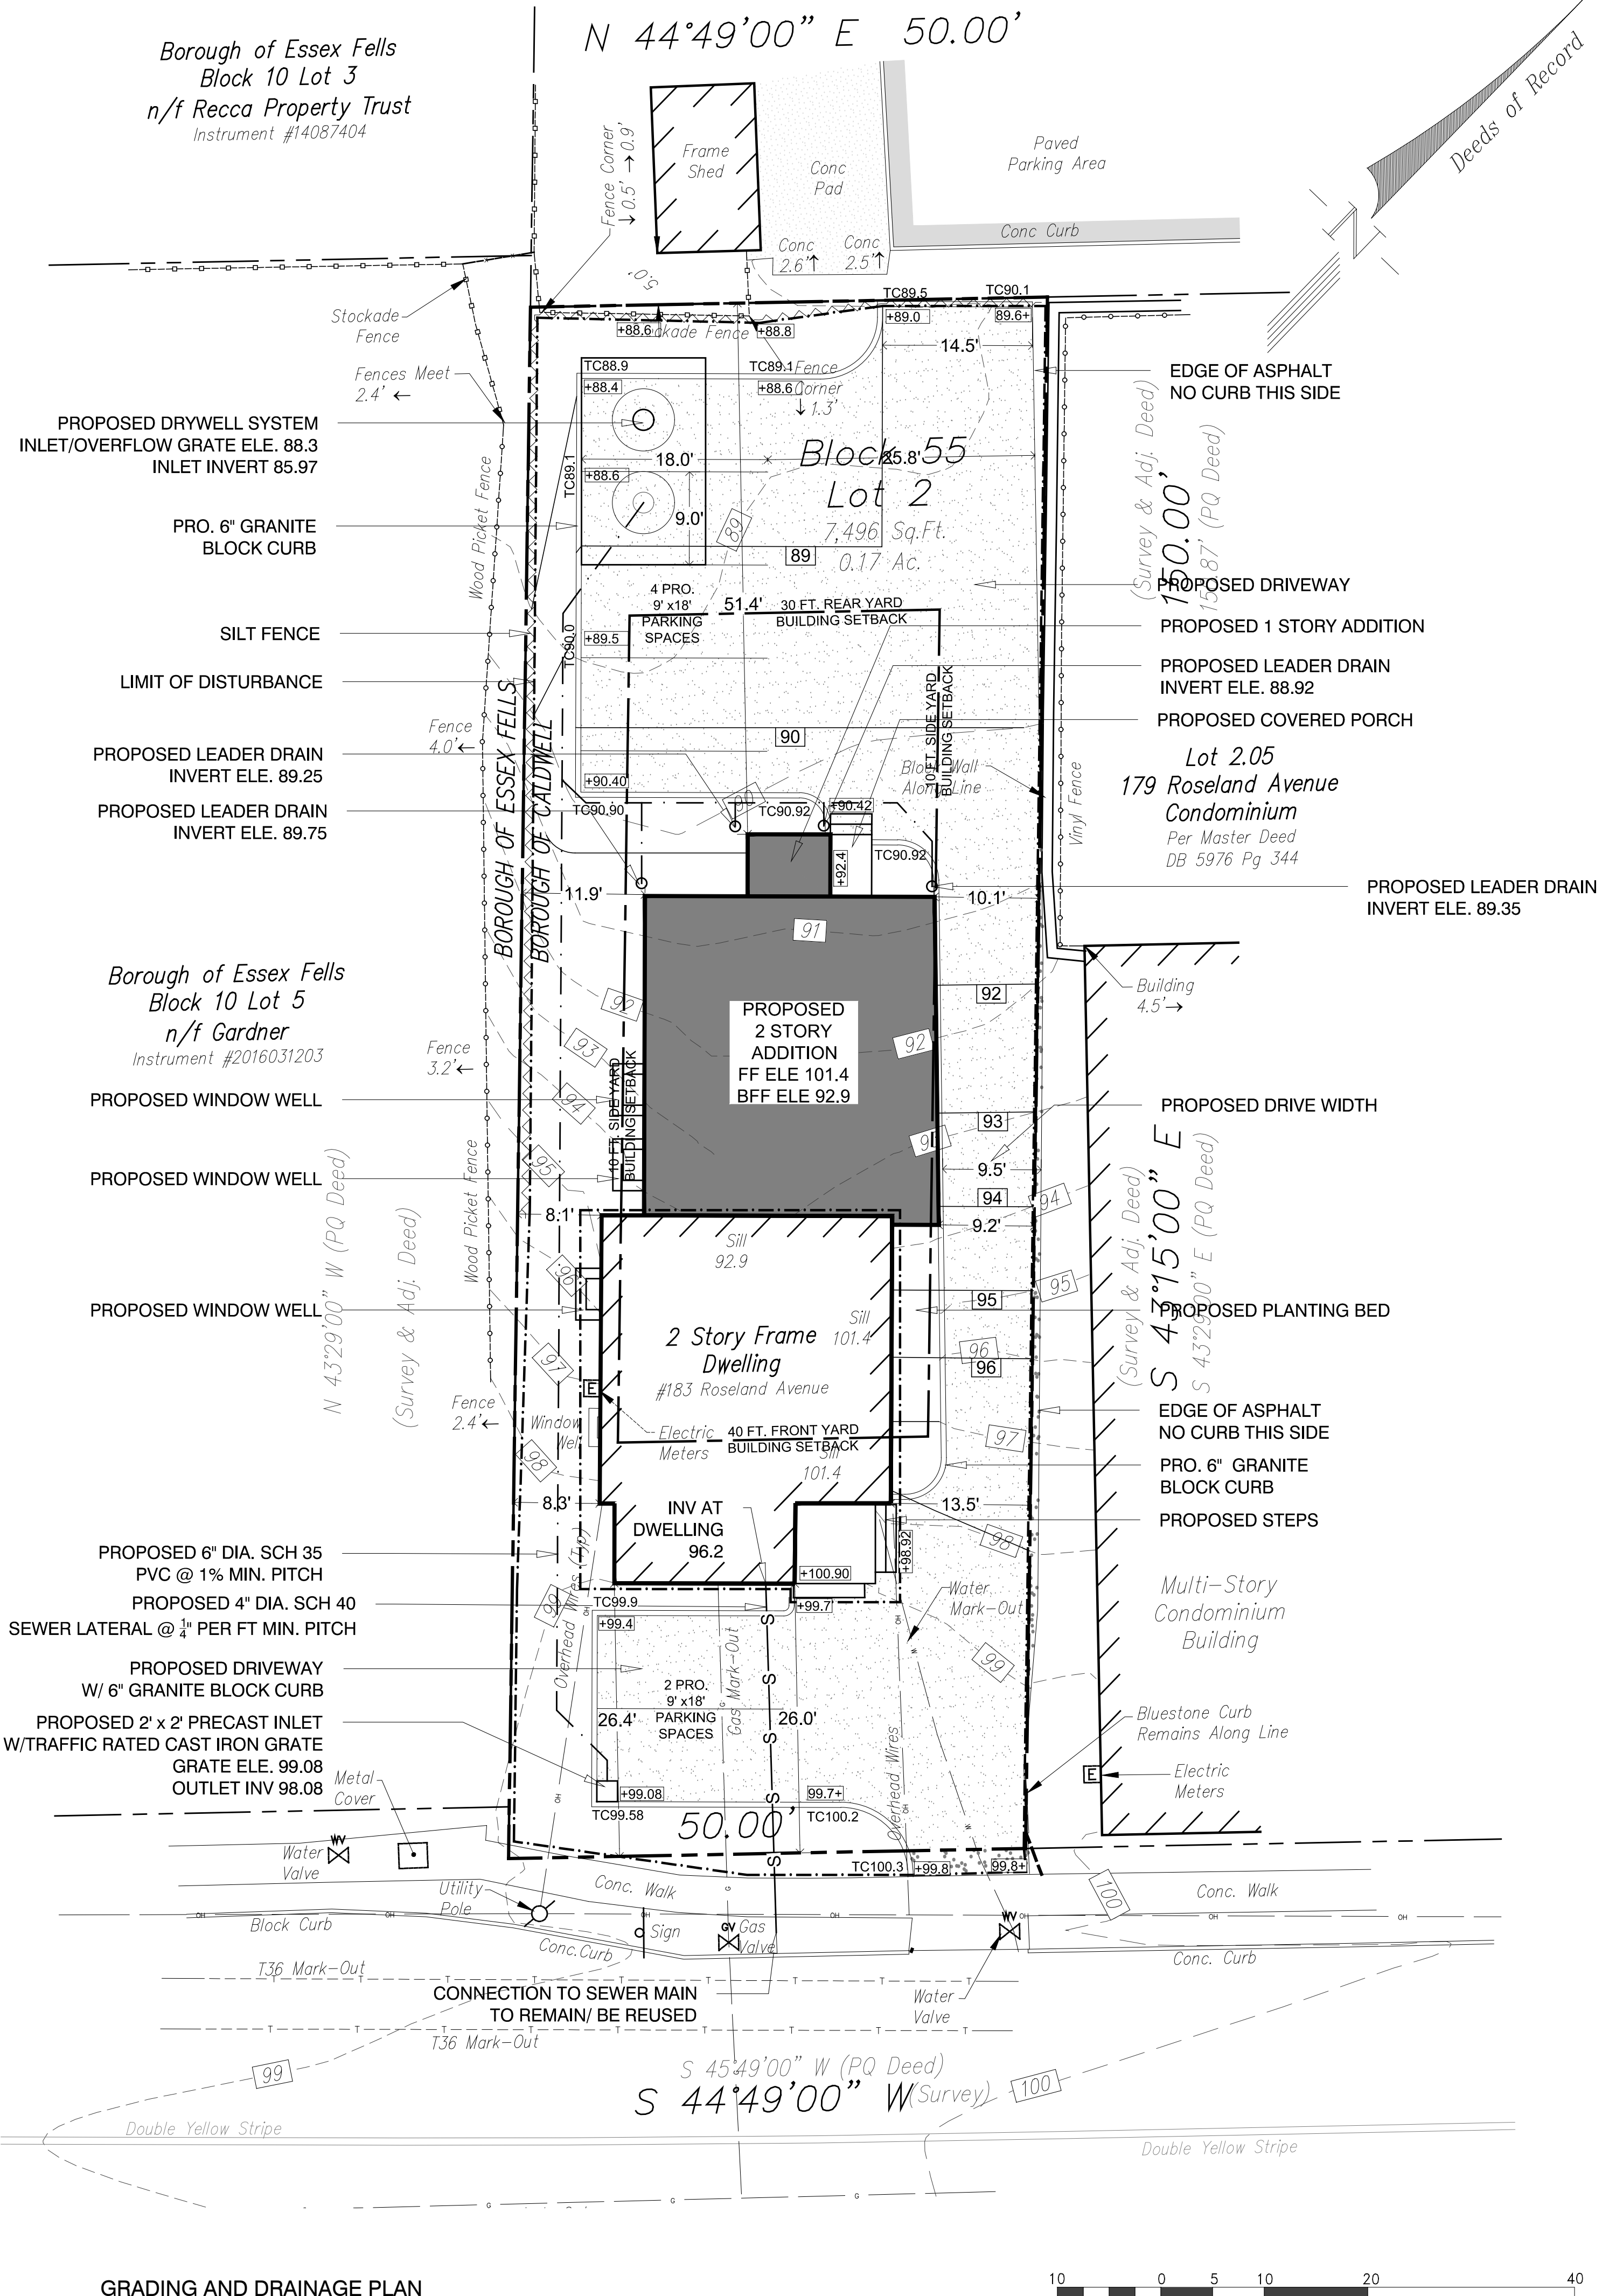 N 44°49’00” E 50.00’
Borough of Essex Fells
Block 10 Lot 3
n/f Recca Property Trust
Instrument #14087404
Deeds of Record
Fence Corner
↓ 0.5’ → 0.9’
Frame
Shed
Conc
Pad
Paved
Parking Area
Conc Curb
Conc
2.6’↑
Conc
2.5’↑
5.0’
Stockade
Fence
Fences Meet
2.4’ ←
TC89.5
TC90.1
+88.6
Stockade Fence
+88.8
+89.0
89.6+
14.5'
EDGE OF ASPHALT
NO CURB THIS SIDE
TC88.9
+88.4
TC89.1
+88.6
Fence
Corner
↓ 1.3’
PROPOSED DRYWELL SYSTEM
INLET/OVERFLOW GRATE ELE. 88.3
INLET INVERT 85.97
TC89.1
18.0'
+88.6
9.0'
Block 55
25.8'
Lot 2
7,496 Sq.Ft.
0.17 Ac.
89
89
PRO. 6" GRANITE
BLOCK CURB
Wood Picket Fence
(Survey & Adj. Deed)
150.00’
150.87’ (PQ Deed)
PROPOSED DRIVEWAY
4 PRO.
9' x18'
PARKING
SPACES
51.4'
30 FT. REAR YARD
BUILDING SETBACK
TC90.0
+89.5
SILT FENCE
PROPOSED 1 STORY ADDITION
LIMIT OF DISTURBANCE
PROPOSED LEADER DRAIN
INVERT ELE. 88.92
PROPOSED COVERED PORCH
10 FT. SIDE YARD
BUILDING SETBACK
BOROUGH OF ESSEX FELLS
BOROUGH OF CALDWELL
Fence
4.0’←
90
PROPOSED LEADER DRAIN
INVERT ELE. 89.25
+90.40
90
Block Wall
Along Line
Vinyl Fence
Lot 2.05
179 Roseland Avenue
Condominium
Per Master Deed
DB 5976 Pg 344
PROPOSED LEADER DRAIN
INVERT ELE. 89.75
TC90.90
TC90.92
+90.42
+92.4
TC90.92
11.9'
10.1'
PROPOSED LEADER DRAIN
INVERT ELE. 89.35
91
Borough of Essex Fells
Block 10 Lot 5
n/f Gardner
Instrument #2016031203
Building
4.5’→
92
92
PROPOSED
2 STORY
ADDITION
FF ELE 101.4
BFF ELE 92.9
92
93
Fence
3.2’←
94
10 FT. SIDE YARD
BUILDING SETBACK
PROPOSED WINDOW WELL
PROPOSED DRIVE WIDTH
93
95
PROPOSED WINDOW WELL
9.5'
94
94
8.1'
9.2'
N 43°29’00” W (PQ Deed)
(Survey & Adj. Deed)
Wood Picket Fence
Sill
92.9
96
95
95
PROPOSED WINDOW WELL
PROPOSED PLANTING BED
(Survey & Adj. Deed)
S 43°15’00” E
S 43°29’00” E (PQ Deed)
2 Story Frame
Dwelling
#183 Roseland Avenue
Sill
101.4
97
96
96
E
Fence
2.4’←
Window
Well
Electric
Meters
40 FT. FRONT YARD
BUILDING SETBACK
Sill
101.4
97
EDGE OF ASPHALT
NO CURB THIS SIDE
98
PRO. 6" GRANITE
BLOCK CURB
8.3'
INV AT
DWELLING
96.2
13.5'
PROPOSED STEPS
98
+98.92
PROPOSED 6" DIA. SCH 35
PVC @ 1% MIN. PITCH
+100.90
PROPOSED 4" DIA. SCH 40
SEWER LATERAL @ ¼" PER FT MIN. PITCH
99
Overhead Wires (Typ)
TC99.9
+99.4
+99.7
Water
Mark-Out
Multi-Story
Condominium
Building
99
PROPOSED DRIVEWAY
W/ 6" GRANITE BLOCK CURB
2 PRO.
9' x18'
PARKING
SPACES
Gas Mark-Out
S
S
S
S
S
26.4'
26.0'
Overhead Wires
Bluestone Curb
Remains Along Line
PROPOSED 2' x 2' PRECAST INLET
W/TRAFFIC RATED CAST IRON GRATE
GRATE ELE. 99.08
OUTLET INV 98.08
Metal
Cover
E
Electric
Meters
+99.08
99.7+
TC99.58
50.00’
TC100.2
TC100.3
+99.8
99.8+
Water
Valve
WV
Utility
Pole
Conc. Walk
100
Conc. Walk
Block Curb
Conc.Curb
Sign
GV
Gas
Valve
WV
Conc. Curb
T36 Mark-Out
CONNECTION TO SEWER MAIN
TO REMAIN/ BE REUSED
Water
Valve
T36 Mark-Out
99
S 45°49’00” W (PQ Deed)
S 44°49’00” W (Survey)
100
Double Yellow Stripe
Double Yellow Stripe
GRADING AND DRAINAGE PLAN
10 0 5 10 20 40